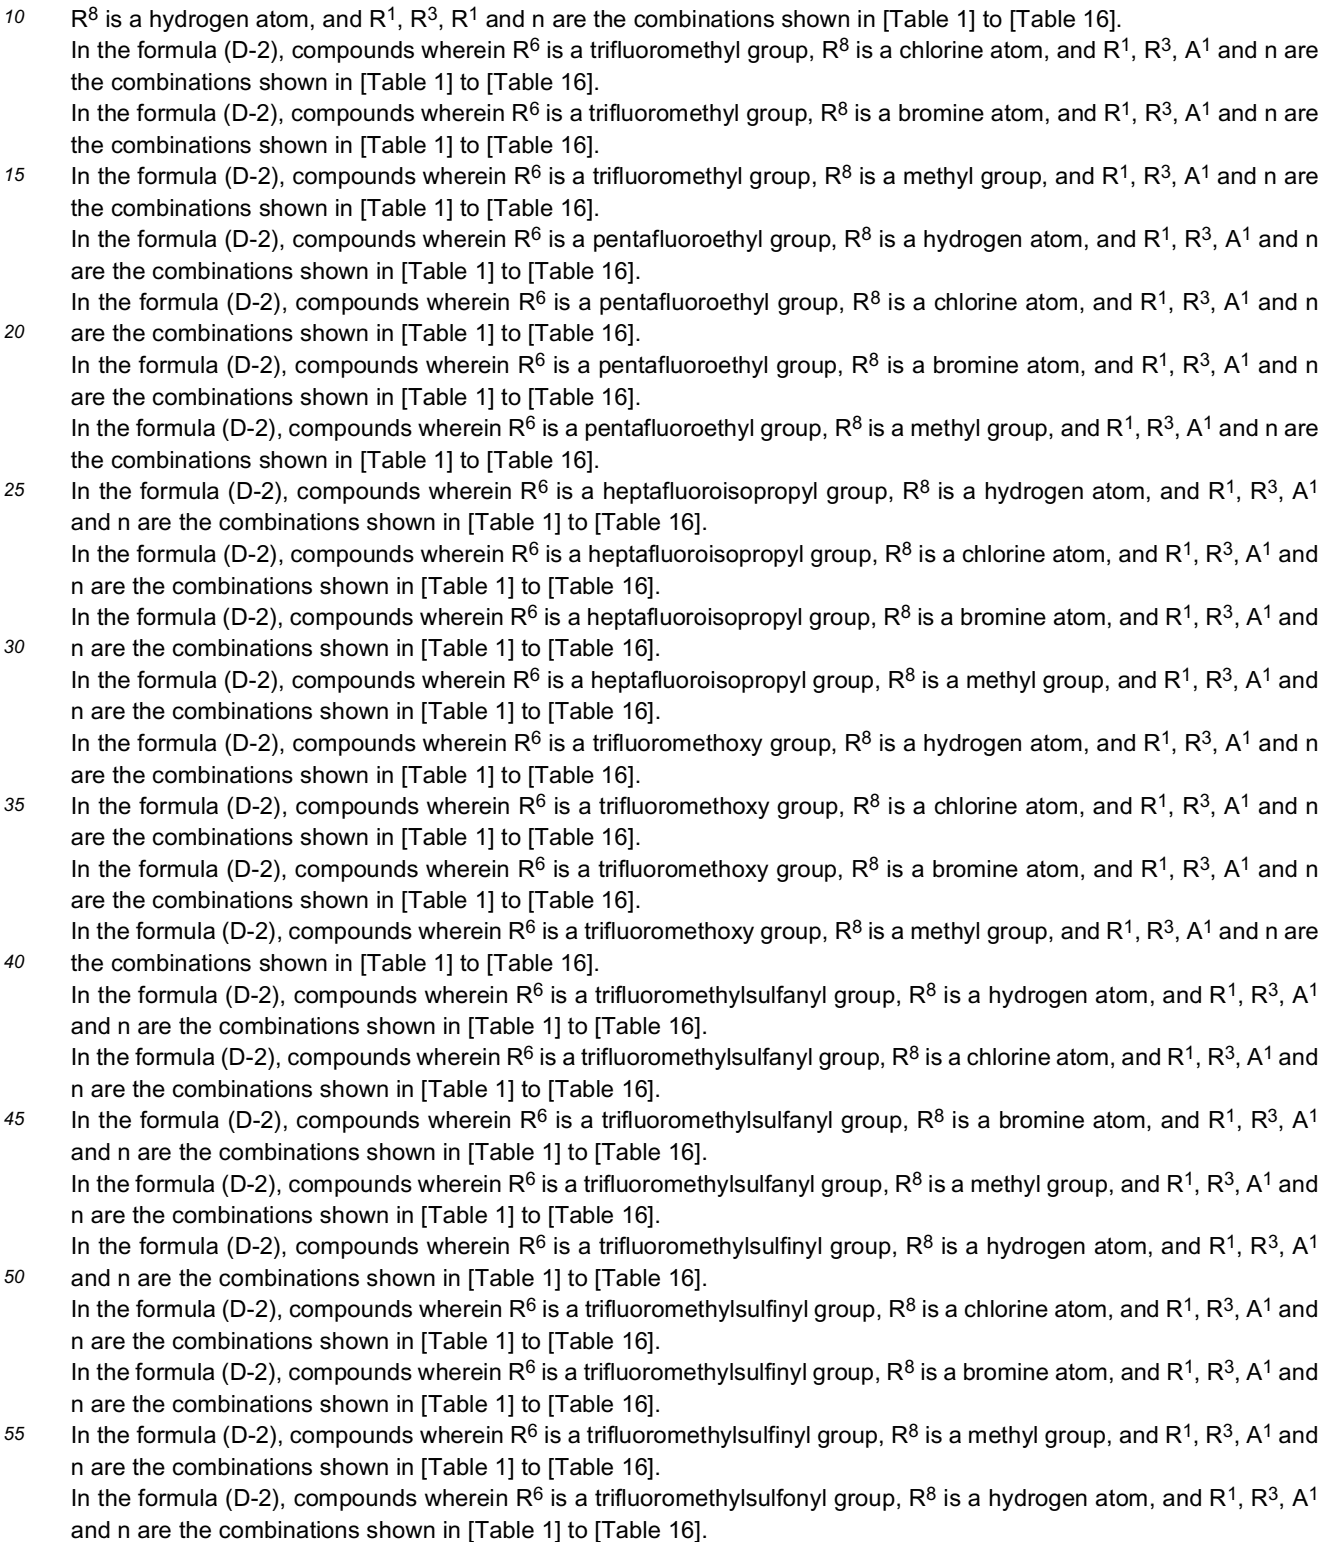 10 R8 is a hydrogen atom, and R1, R3, R1 and n are the combinations shown in [Table 1] to [Table 16].
In the formula (D-2), compounds wherein R6 is a trifluoromethyl group, R8 is a chlorine atom, and R1, R3, A1 and n are
the combinations shown in [Table 1] to [Table 16].
In the formula (D-2), compounds wherein R6 is a trifluoromethyl group, R8 is a bromine atom, and R1, R3, A1 and n are
the combinations shown in [Table 1] to [Table 16].
15 In the formula (D-2), compounds wherein R6 is a trifluoromethyl group, R8 is a methyl group, and R1, R3, A1 and n are
the combinations shown in [Table 1] to [Table 16].
In the formula (D-2), compounds wherein R6 is a pentafluoroethyl group, R8 is a hydrogen atom, and R1, R3, A1 and n
are the combinations shown in [Table 1] to [Table 16].
In the formula (D-2), compounds wherein R6 is a pentafluoroethyl group, R8 is a chlorine atom, and R1, R3, A1 and n
20 are the combinations shown in [Table 1] to [Table 16].
In the formula (D-2), compounds wherein R6 is a pentafluoroethyl group, R8 is a bromine atom, and R1, R3, A1 and n
are the combinations shown in [Table 1] to [Table 16].
In the formula (D-2), compounds wherein R6 is a pentafluoroethyl group, R8 is a methyl group, and R1, R3, A1 and n are
the combinations shown in [Table 1] to [Table 16].
25 In the formula (D-2), compounds wherein R6 is a heptafluoroisopropyl group, R8 is a hydrogen atom, and R1, R3, A1
and n are the combinations shown in [Table 1] to [Table 16].
In the formula (D-2), compounds wherein R6 is a heptafluoroisopropyl group, R8 is a chlorine atom, and R1, R3, A1 and
n are the combinations shown in [Table 1] to [Table 16].
In the formula (D-2), compounds wherein R6 is a heptafluoroisopropyl group, R8 is a bromine atom, and R1, R3, A1 and
30 n are the combinations shown in [Table 1] to [Table 16].
In the formula (D-2), compounds wherein R6 is a heptafluoroisopropyl group, R8 is a methyl group, and R1, R3, A1 and
n are the combinations shown in [Table 1] to [Table 16].
In the formula (D-2), compounds wherein R6 is a trifluoromethoxy group, R8 is a hydrogen atom, and R1, R3, A1 and n
are the combinations shown in [Table 1] to [Table 16].
35 In the formula (D-2), compounds wherein R6 is a trifluoromethoxy group, R8 is a chlorine atom, and R1, R3, A1 and n
are the combinations shown in [Table 1] to [Table 16].
In the formula (D-2), compounds wherein R6 is a trifluoromethoxy group, R8 is a bromine atom, and R1, R3, A1 and n
are the combinations shown in [Table 1] to [Table 16].
In the formula (D-2), compounds wherein R6 is a trifluoromethoxy group, R8 is a methyl group, and R1, R3, A1 and n are
40 the combinations shown in [Table 1] to [Table 16].
In the formula (D-2), compounds wherein R6 is a trifluoromethylsulfanyl group, R8 is a hydrogen atom, and R1, R3, A1
and n are the combinations shown in [Table 1] to [Table 16].
In the formula (D-2), compounds wherein R6 is a trifluoromethylsulfanyl group, R8 is a chlorine atom, and R1, R3, A1 and
n are the combinations shown in [Table 1] to [Table 16].
45 In the formula (D-2), compounds wherein R6 is a trifluoromethylsulfanyl group, R8 is a bromine atom, and R1, R3, A1
and n are the combinations shown in [Table 1] to [Table 16].
In the formula (D-2), compounds wherein R6 is a trifluoromethylsulfanyl group, R8 is a methyl group, and R1, R3, A1 and
n are the combinations shown in [Table 1] to [Table 16].
In the formula (D-2), compounds wherein R6 is a trifluoromethylsulfinyl group, R8 is a hydrogen atom, and R1, R3, A1
50 and n are the combinations shown in [Table 1] to [Table 16].
In the formula (D-2), compounds wherein R6 is a trifluoromethylsulfinyl group, R8 is a chlorine atom, and R1, R3, A1 and
n are the combinations shown in [Table 1] to [Table 16].
In the formula (D-2), compounds wherein R6 is a trifluoromethylsulfinyl group, R8 is a bromine atom, and R1, R3, A1 and
n are the combinations shown in [Table 1] to [Table 16].
55 In the formula (D-2), compounds wherein R6 is a trifluoromethylsulfinyl group, R8 is a methyl group, and R1, R3, A1 and
n are the combinations shown in [Table 1] to [Table 16].
In the formula (D-2), compounds wherein R6 is a trifluoromethylsulfonyl group, R8 is a hydrogen atom, and R1, R3, A1
and n are the combinations shown in [Table 1] to [Table 16].